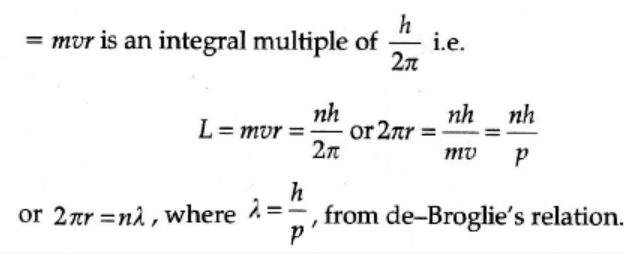 = mvr is an integral multiple of h/2π i.e.
L = mvr = nh/2π or 2πr = nh/mv = nh/p
or 2πr = nλ, where λ = h/p, from de–Broglie's relation.